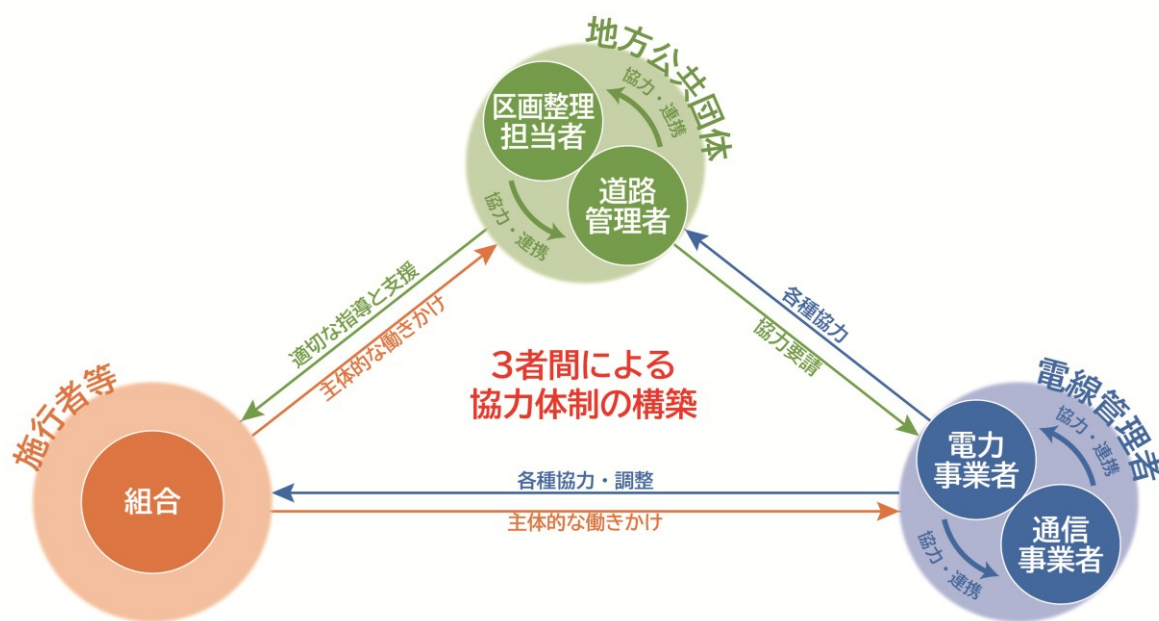 地方公共団体
区画整理
担当者
協力・連携
道路
管理者
協力・連携
適切な指導と支援
主体的な働きかけ
各種協力
協力要請
3者間による
協力体制の構築
施行者等
組合
各種協力・調整
主体的な働きかけ
電線管理者
電力
事業者
協力・連携
通信
事業者
協力・連携